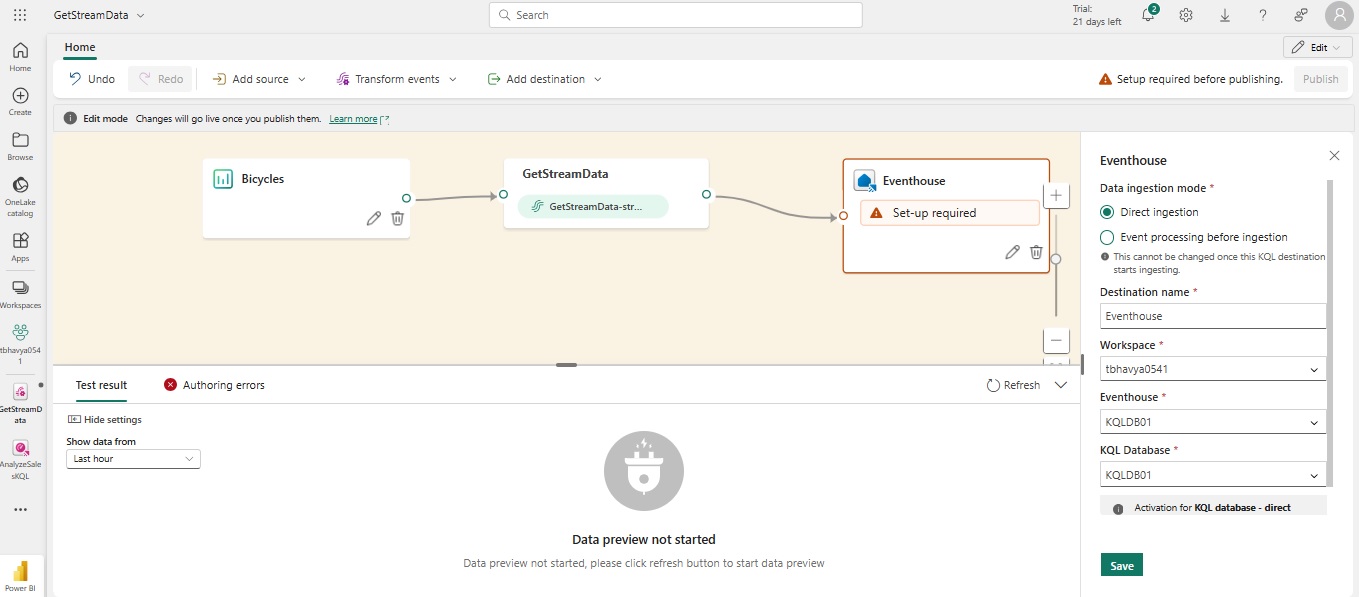 GetStreamData
Search
Trial:
21 days left
2
Home
Edit
Undo
Redo
Add source
Transform events
Add destination
Setup required before publishing.
Publish
Edit mode Changes will go live once you publish them. Learn more
Home
Create
Browse
OneLake
catalog
Apps
Workspaces
tbhavya054
1
GetStreamD
ata
AnalyzeSale
sKQL
Power BI
Bicycles
GetStreamData
GetStreamData-str...
Eventhouse
Set-up required
Test result
Authoring errors
Refresh
Hide settings
Show data from
Last hour
Data preview not started
Data preview not started, please click refresh button to start data preview
Eventhouse
Data ingestion mode *
Direct ingestion
Event processing before ingestion
This cannot be changed once this KQL destination
starts ingesting.
Destination name *
Eventhouse
Workspace *
tbhavya0541
Eventhouse *
KQLDB01
KQL Database *
KQLDB01
Activation for KQL database - direct
Save